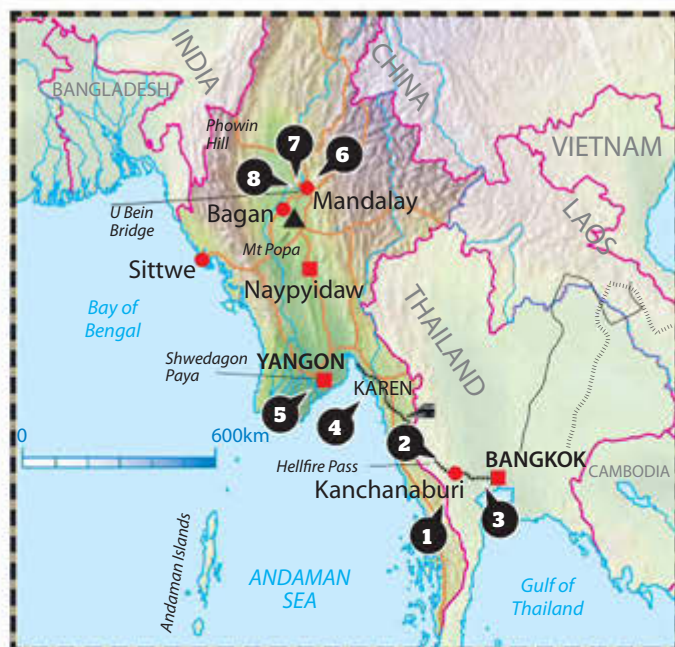 INDIA
CHINA
BANGLADESH
Phowin
Hill
VIETNAM
7
6
8
Mandalay
U Bein
Bridge
Bagan
LAOS
Mt Popa
Sittwe
Naypyidaw
Bay of
Bengal
THAILAND
Shwedagon
Paya
YANGON
KAREN
5
4
0
600km
2
Hellfire Pass
BANGKOK
CAMBODIA
Kanchanaburi
1
3
Andaman Islands
ANDAMAN
SEA
Gulf of
Thailand